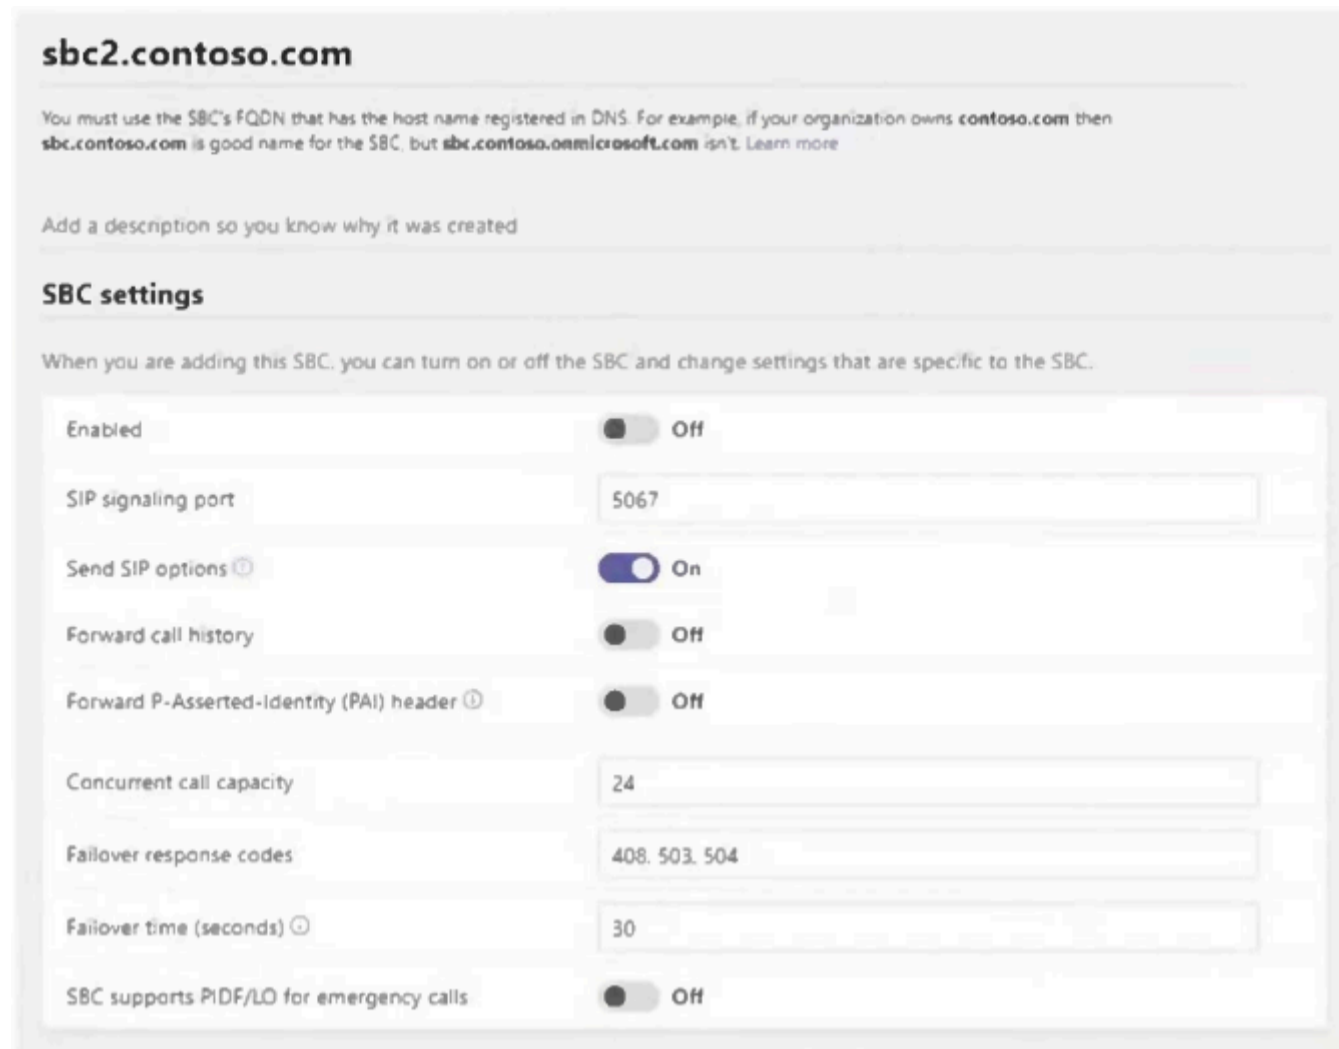 sbc2.contoso.com
You must use the SBC's FQDN that has the host name registered in DNS. For example, if your organization owns contoso.com then
sbc.contoso.com is good name for the SBC, but sbc.contoso.onmicrosoft.com isn't. Learn more
Add a description so you know why it was created
SBC settings
When you are adding this SBC, you can turn on or off the SBC and change settings that are specific to the SBC.
Enabled Off
SIP signaling port 5067
Send SIP options On
Forward call history Off
Forward P-Asserted-Identity (PAI) header Off
Concurrent call capacity 24
Failover response codes 408, 503, 504
Failover time (seconds) 30
SBC supports PIDF/LO for emergency calls Off